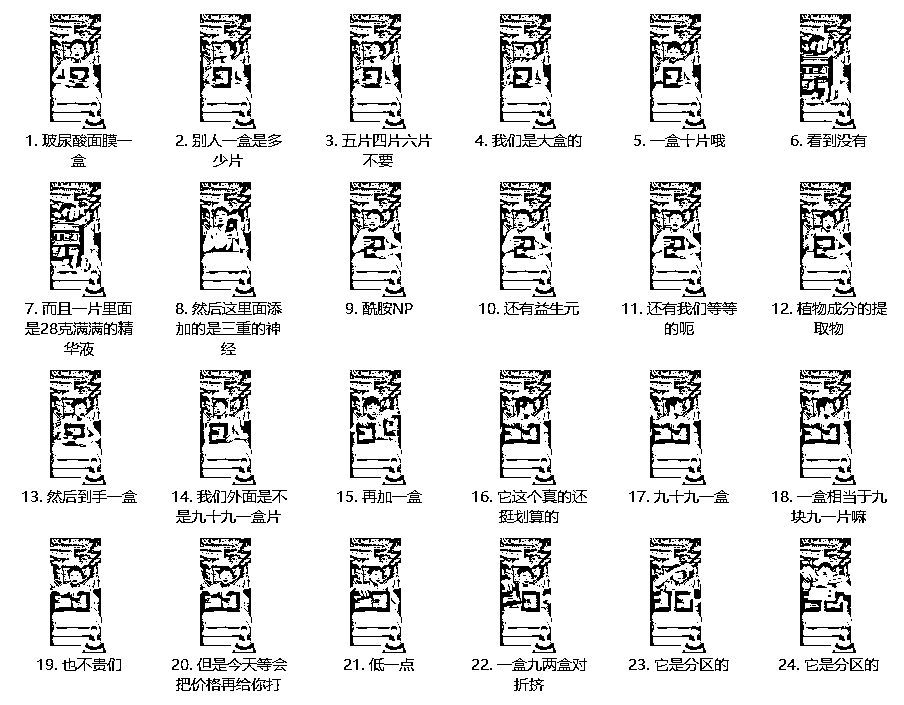 1. 玻尿酸面膜一
盒
2. 别人一盒是多
少片
3. 五片四片六片
不要
4. 我们是大盒的
5. 一盒十片哦
6. 看到没有
7. 而且一片里面
是28克满满的精
华液
8. 然后这里面添
加的是三重的神
经
9. 酰胺NP
10. 还有益生元
11. 还有我们等等
的呃
12. 植物成分的提
取物
13. 然后到手一盒
14. 我们外面是不
是九十九一盒片
15. 再加一盒
16. 它这个真的还
挺划算的
17. 九十九一盒
18. 一盒相当于九
块九一片嘛
19. 也不贵们
20. 但是今天等会
把价格再给你打
21. 低一点
22. 一盒九两盒对
折挤
23. 它是分区的
24. 它是分区的